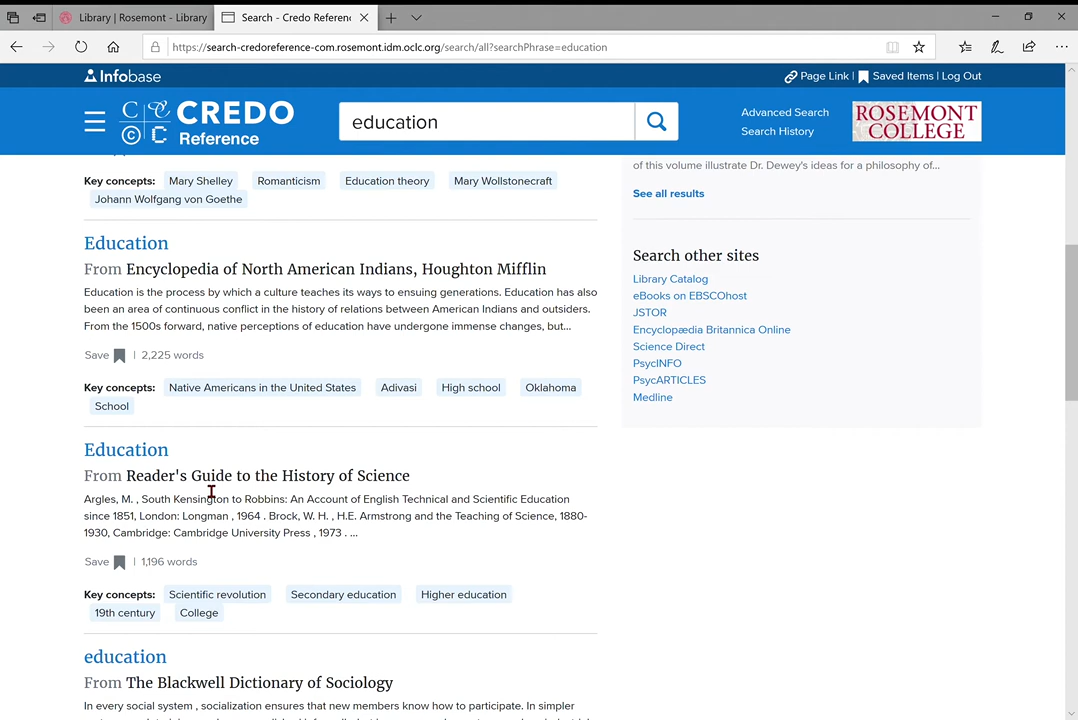 Library | Rosemont - Library
Search - Credo Referenc
https://search-credoreference-com.rosemont.idm.oclc.org/search/all?searchPhrase=education
Infobase
Page Link | Saved Items | Log Out
CREDO
Reference
education
Advanced Search
Search History
ROSEMONT
COLLEGE
of this volume illustrate Dr. Dewey's ideas for a philosophy of...
Key concepts: Mary Shelley Romanticism Education theory Mary Wollstonecraft
Johann Wolfgang von Goethe
See all results
Education
From Encyclopedia of North American Indians, Houghton Mifflin
Education is the process by which a culture teaches its ways to ensuing generations. Education has also
been an area of continuous conflict in the history of relations between American Indians and outsiders.
From the 1500s forward, native perceptions of education have undergone immense changes, but...
Save | 2,225 words
Key concepts: Native Americans in the United States Adivasi High school Oklahoma
School
Search other sites
Library Catalog
eBooks on EBSCOhost
JSTOR
Encyclopædia Britannica Online
Science Direct
PsycINFO
PsycARTICLES
Medline
Education
From Reader's Guide to the History of Science
Argles, M. , South Kensington to Robbins: An Account of English Technical and Scientific Education
since 1851, London: Longman , 1964 . Brock, W. H. , H.E. Armstrong and the Teaching of Science, 1880-
1930, Cambridge: Cambridge University Press , 1973 . ...
Save | 1,196 words
Key concepts: Scientific revolution Secondary education Higher education
19th century College
education
From The Blackwell Dictionary of Sociology
In every social system , socialization ensures that new members know how to participate. In simpler